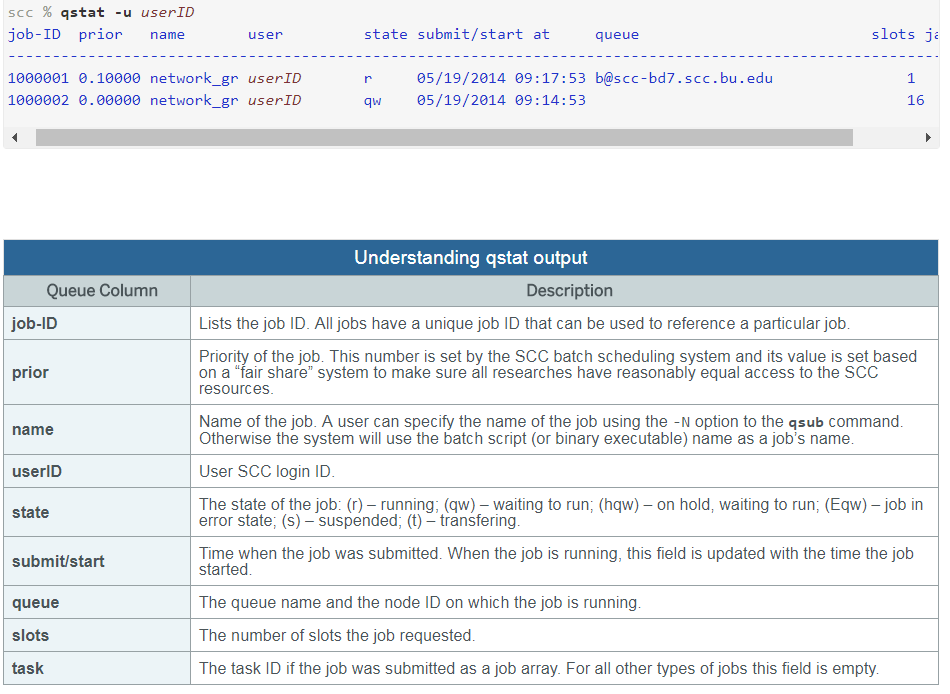 scc % qstat -u userID
job-ID prior name user state submit/start at queue slots ja
-----------------------------------------------------------------------------------------------------------------
1000001 0.10000 network_gr userID r 05/19/2014 09:17:53 b@scc-bd7.scc.bu.edu 1
1000002 0.00000 network_gr userID qw 05/19/2014 09:14:53 16
Understanding qstat output
Queue Column Description
job-ID Lists the job ID. All jobs have a unique job ID that can be used to reference a particular job.
prior Priority of the job. This number is set by the SCC batch scheduling system and its value is set based
on a “fair share” system to make sure all researches have reasonably equal access to the SCC
resources.
name Name of the job. A user can specify the name of the job using the -N option to the qsub command.
Otherwise the system will use the batch script (or binary executable) name as a job’s name.
userID User SCC login ID.
state The state of the job: (r) – running; (qw) – waiting to run; (hqw) – on hold, waiting to run; (Eqw) – job in
error state; (s) – suspended; (t) – transfering.
submit/start Time when the job was submitted. When the job is running, this field is updated with the time the job
started.
queue The queue name and the node ID on which the job is running.
slots The number of slots the job requested.
task The task ID if the job was submitted as a job array. For all other types of jobs this field is empty.